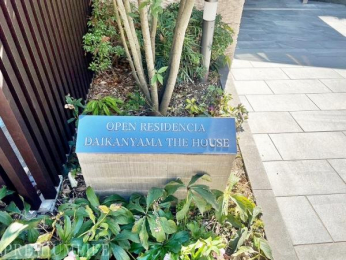 OPEN RESIDENCIA
DAIKANYAMA THE HOUSE